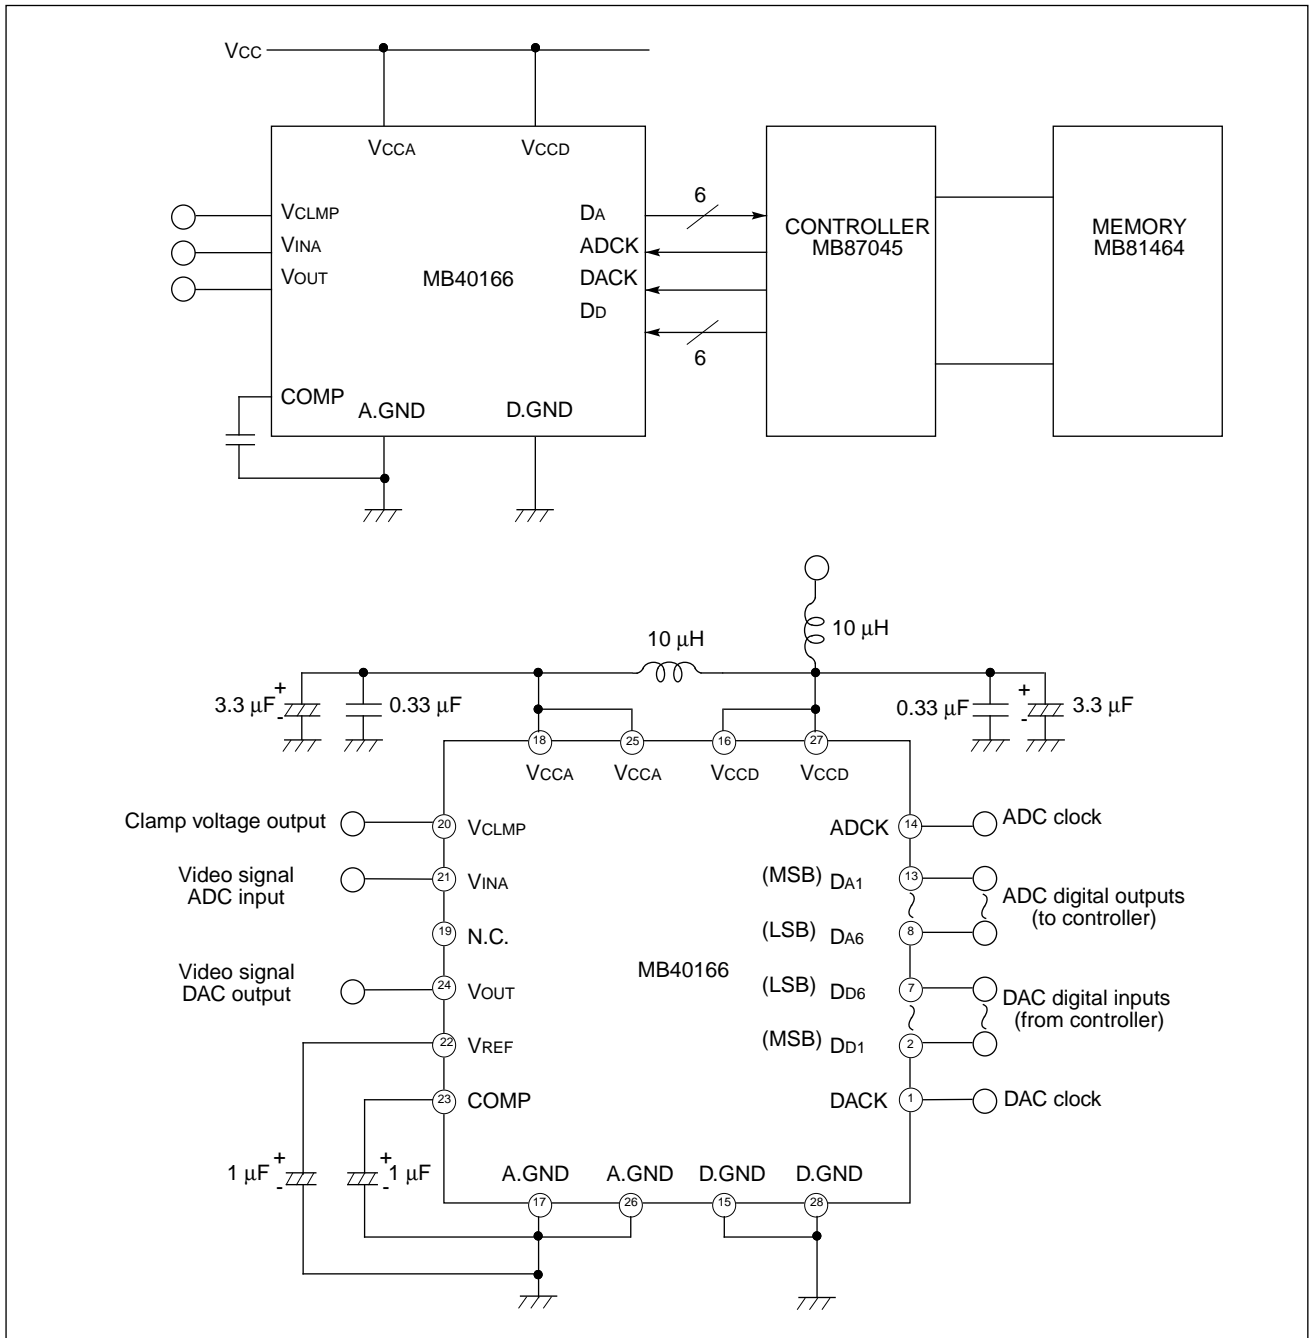 VCC
VCCA VCCD
VCLMP
VINA
VOUT
MB40166
DA
ADCK
DACK
DD
6
6
COMP
A.GND D.GND
CONTROLLER
MB87045
MEMORY
MB81464
10 μH
10 μH
3.3 μF + -
0.33 μF
0.33 μF
+ - 3.3 μF
18 25 16 27
VCCA VCCA VCCD VCCD
Clamp voltage output 20 VCLMP
Video signal
ADC input
21 VINA
19 N.C.
Video signal
DAC output
24 VOUT
22 VREF
23 COMP
MB40166
ADCK 14 ADC clock
(MSB) DA1 13
ADC digital outputs
(to controller)
(LSB) DA6 8
(LSB) DD6 7
DAC digital inputs
(from controller)
(MSB) DD1 2
DACK 1 DAC clock
1 μF + -
+ - 1 μF
A.GND A.GND D.GND D.GND
17 26 15 28